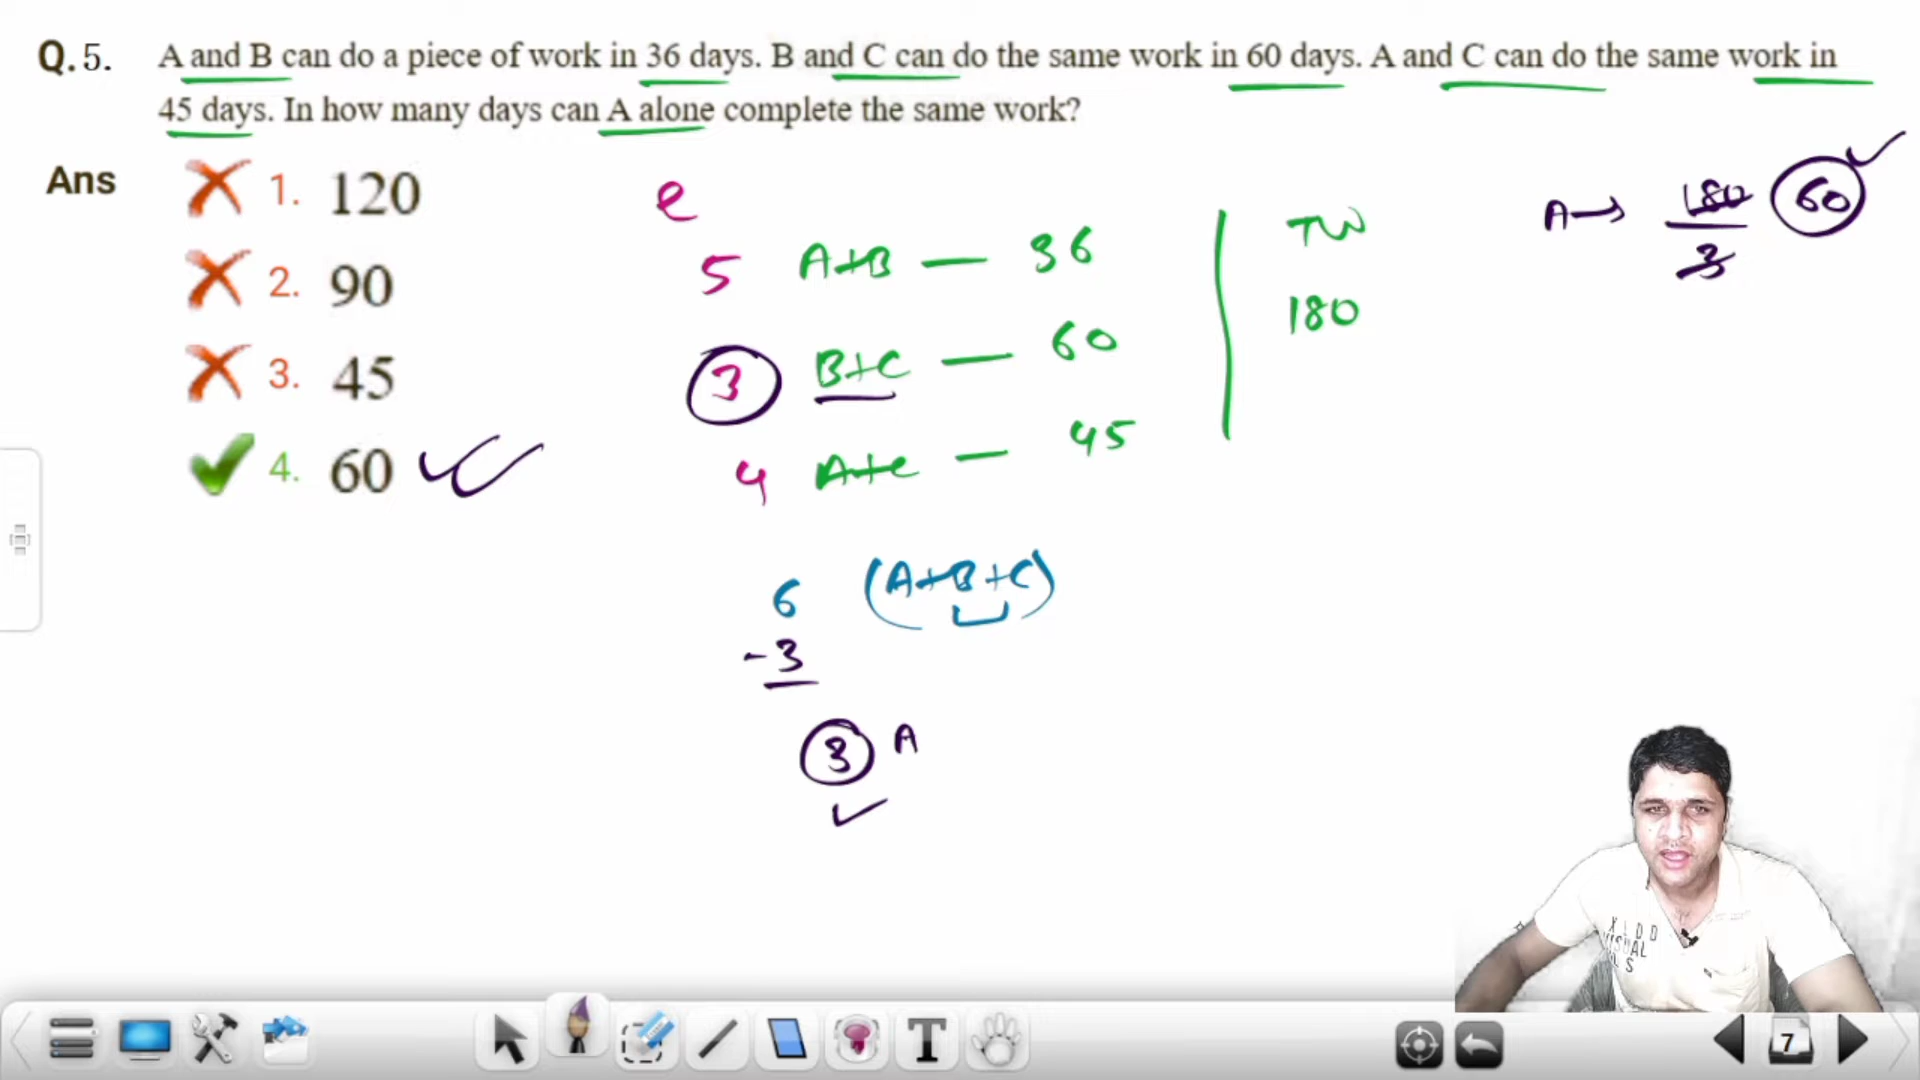 Q. 5. A and B can do a piece of work in 36 days. B and C can do the same work in 60 days. A and C can do the same work in
45 days. In how many days can A alone complete the same work?
Ans
1. 120
2. 90
3. 45
4. 60
e
5 A+B — 36
3 B+C — 60
4 A+C — 45
TW
180
A→ 180 60
3
6 (A+B+C)
-3
3 A
VISUAL
T
7